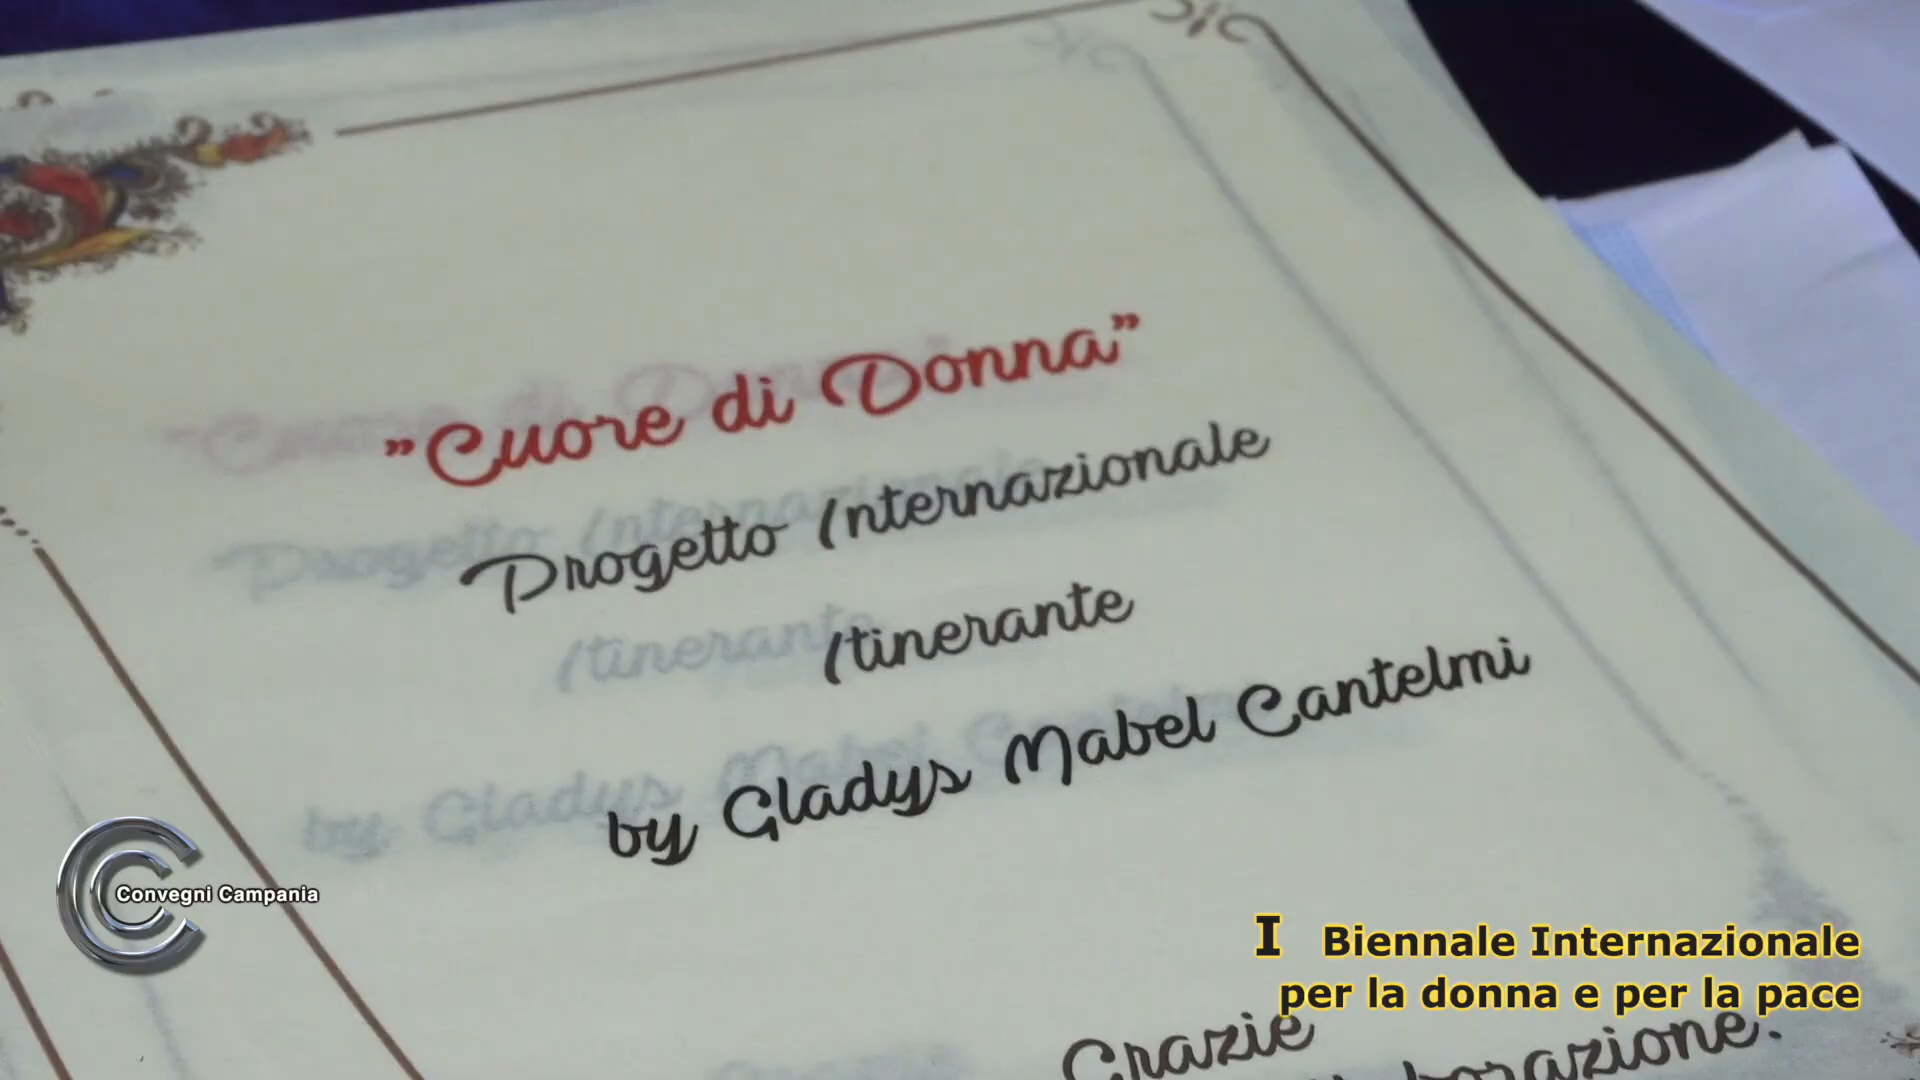 ”Cuore di Donna”
Progetto Internazionale
Itinerante
by Gladys Mabel Cantelmi
Grazie
Convegni Campania
I Biennale Internazionale
per la donna e per la pace